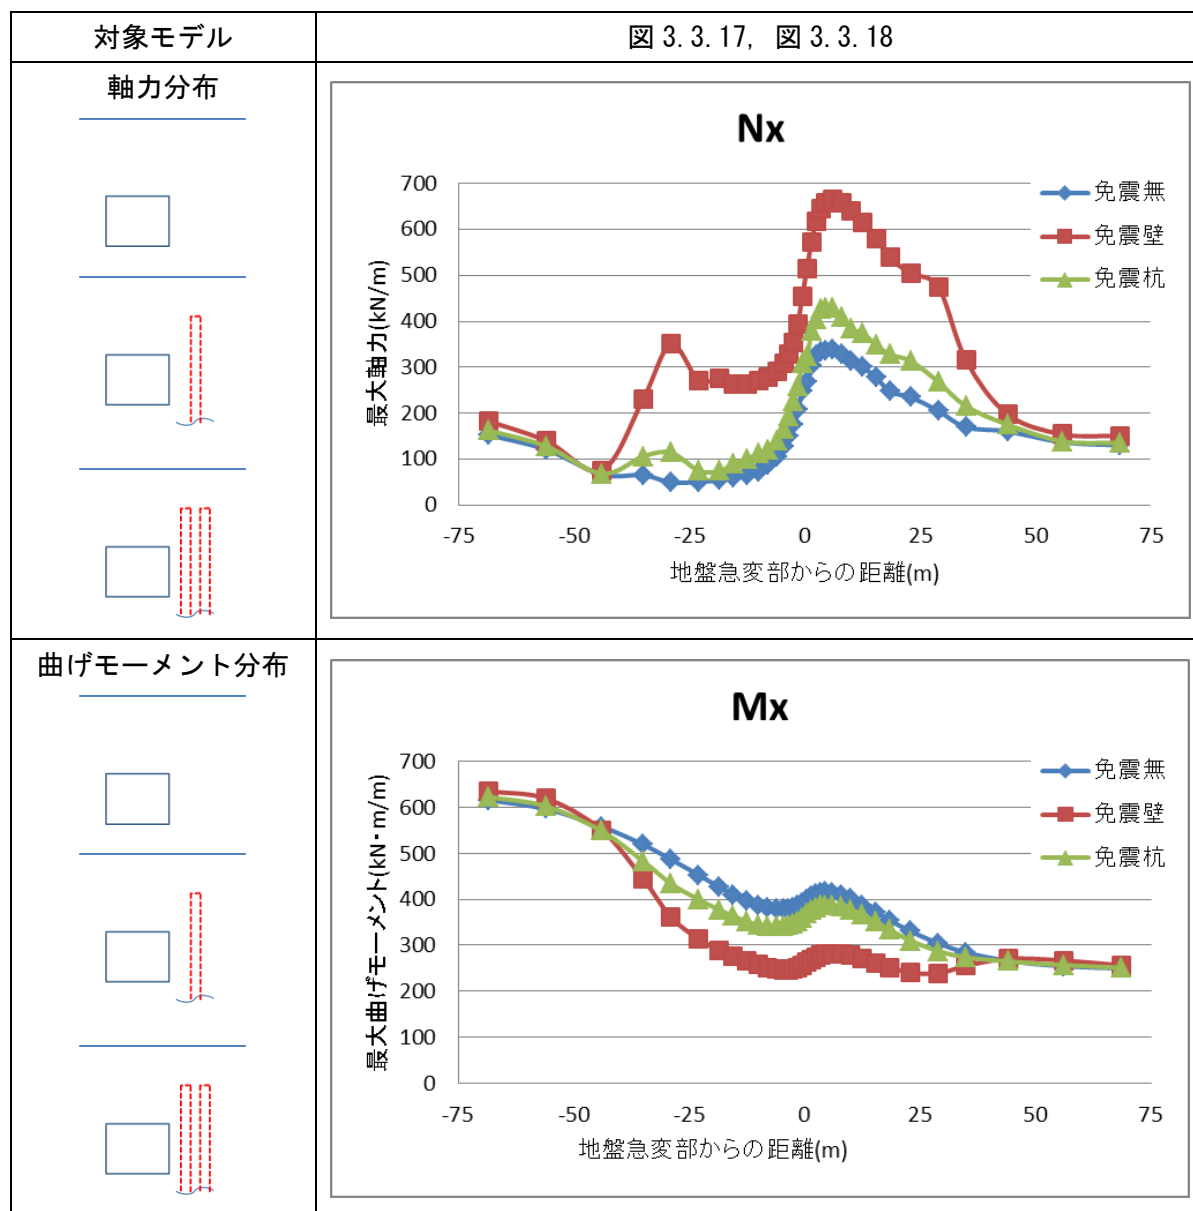 対象モデル
図 3.3.17, 図 3.3.18
軸力分布
Nx
700
600
500
400
300
200
100
0
最大軸力(kN/m)
-75 -50 -25 0 25 50 75
地盤急変部からの距離(m)
免震無
免震壁
免震杭
曲げモーメント分布
Mx
700
600
500
400
300
200
100
0
最大曲げモーメント(kN・m/m)
-75 -50 -25 0 25 50 75
地盤急変部からの距離(m)
免震無
免震壁
免震杭